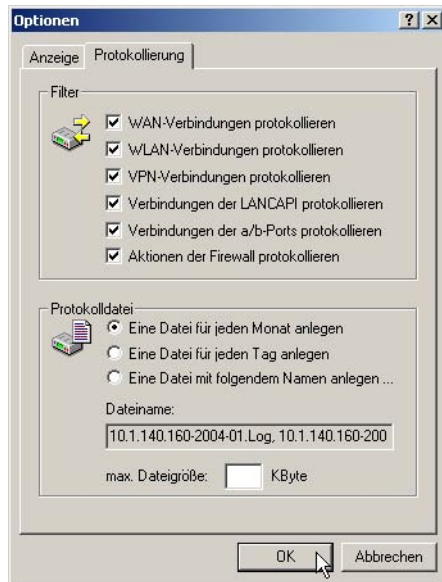 Optionen
Anzeige Protokollierung
Filter
WAN-Verbindungen protokollieren
WLAN-Verbindungen protokollieren
VPN-Verbindungen protokollieren
Verbindungen der LANCAPI protokollieren
Verbindungen der a/b-Ports protokollieren
Aktionen der Firewall protokollieren
Protokolldatei
Eine Datei für jeden Monat anlegen
Eine Datei für jeden Tag anlegen
Eine Datei mit folgendem Namen anlegen ...
Dateiname:
10.1.140.160-2004-01.Log, 10.1.140.160-200
max. Dateigröße: KByte
OK Abbrechen